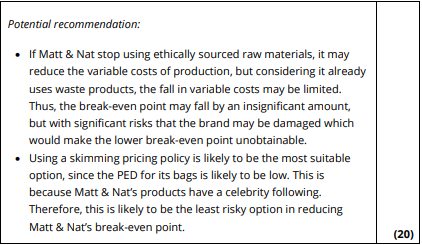 Potential recommendation:
• If Matt & Nat stop using ethically sourced raw materials, it may
reduce the variable costs of production, but considering it already
uses waste products, the fall in variable costs may be limited.
Thus, the break-even point may fall by an insignificant amount,
but with significant risks that the brand may be damaged which
would make the lower break-even point unobtainable.
• Using a skimming pricing policy is likely to be the most suitable
option, since the PED for its bags is likely to be low. This is
because Matt & Nat’s products have a celebrity following.
Therefore, this is likely to be the least risky option in reducing
Matt & Nat’s break-even point.
(20)